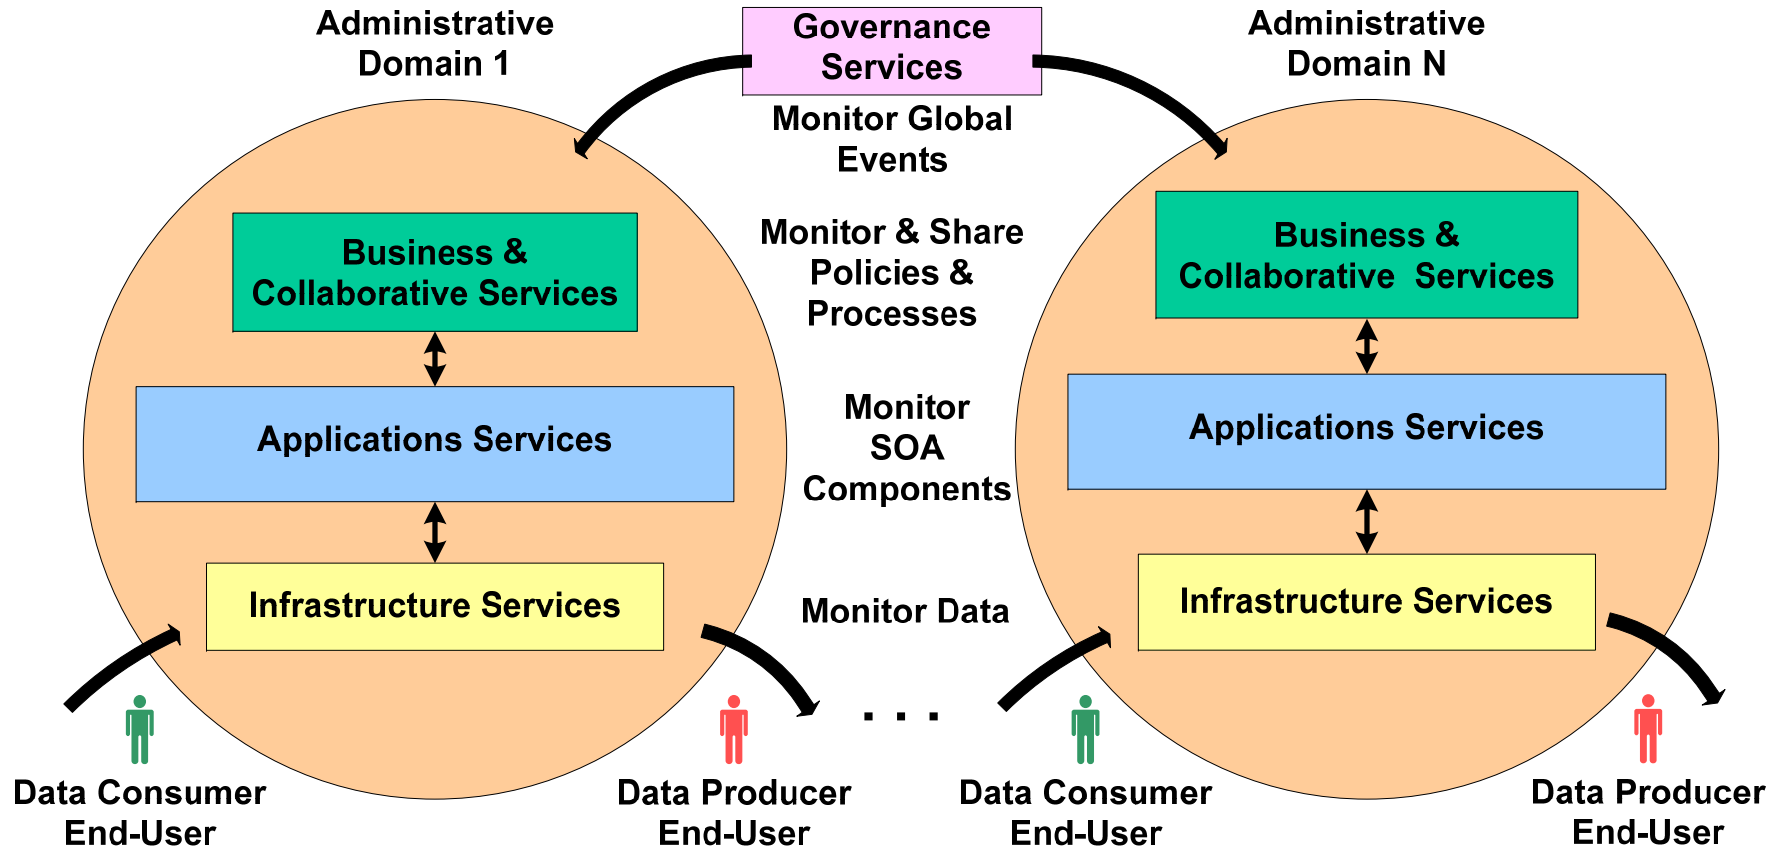 Administrative
Domain 1
Governance
Services
Administrative
Domain N
Monitor Global
Events
Business &
Collaborative Services
Monitor & Share
Policies &
Processes
Business &
Collaborative Services
Applications Services
Monitor
SOA
Components
Applications Services
Infrastructure Services
Monitor Data
Infrastructure Services
. . .
Data Consumer
End-User
Data Producer
End-User
Data Consumer
End-User
Data Producer
End-User